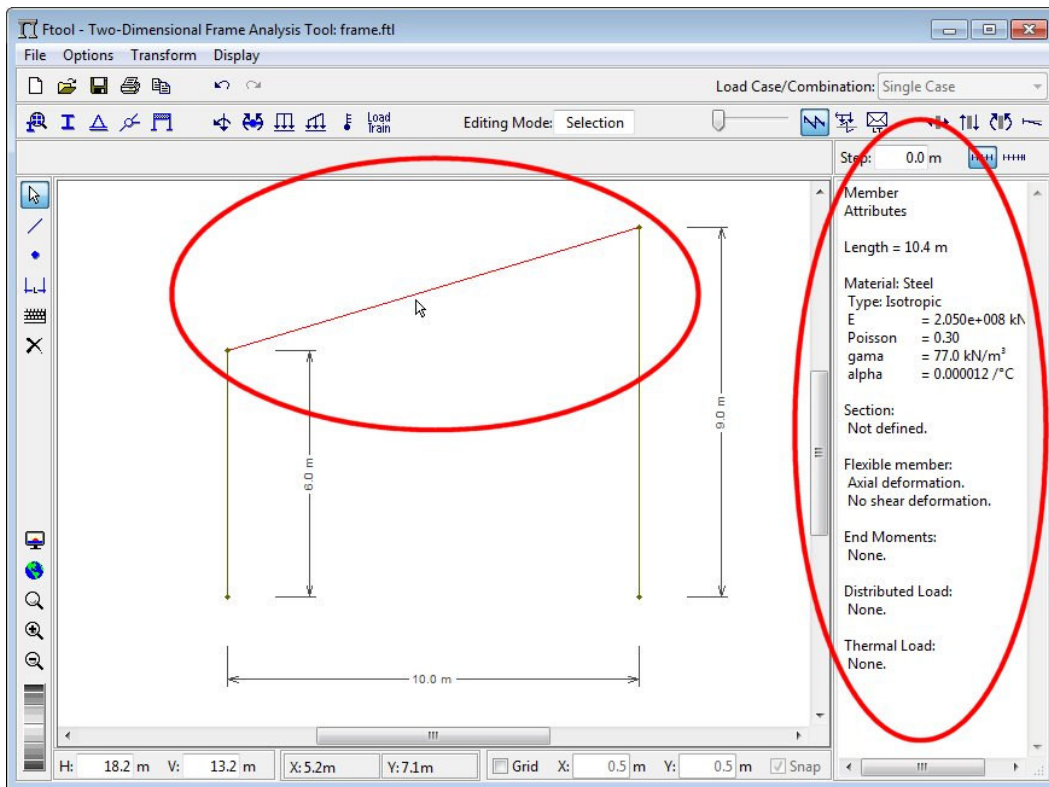 Ftool - Two-Dimensional Frame Analysis Tool: frame.ftl
File Options Transform Display
Load Case/Combination: Single Case
Load Train
Editing Mode: Selection
Step: 0.0 m
Member
Attributes
Length = 10.4 m
Material: Steel
Type: Isotropic
E = 2.050e+008 kN
Poisson = 0.30
gama = 77.0 kN/m³
alpha = 0.000012 /°C
Section:
Not defined.
Flexible member:
Axial deformation.
No shear deformation.
End Moments:
None.
Distributed Load:
None.
Thermal Load:
None.
6.0 m
9.0 m
10.0 m
H: 18.2 m V: 13.2 m X: 5.2m Y: 7.1m Grid X: 0.5 m Y: 0.5 m Snap